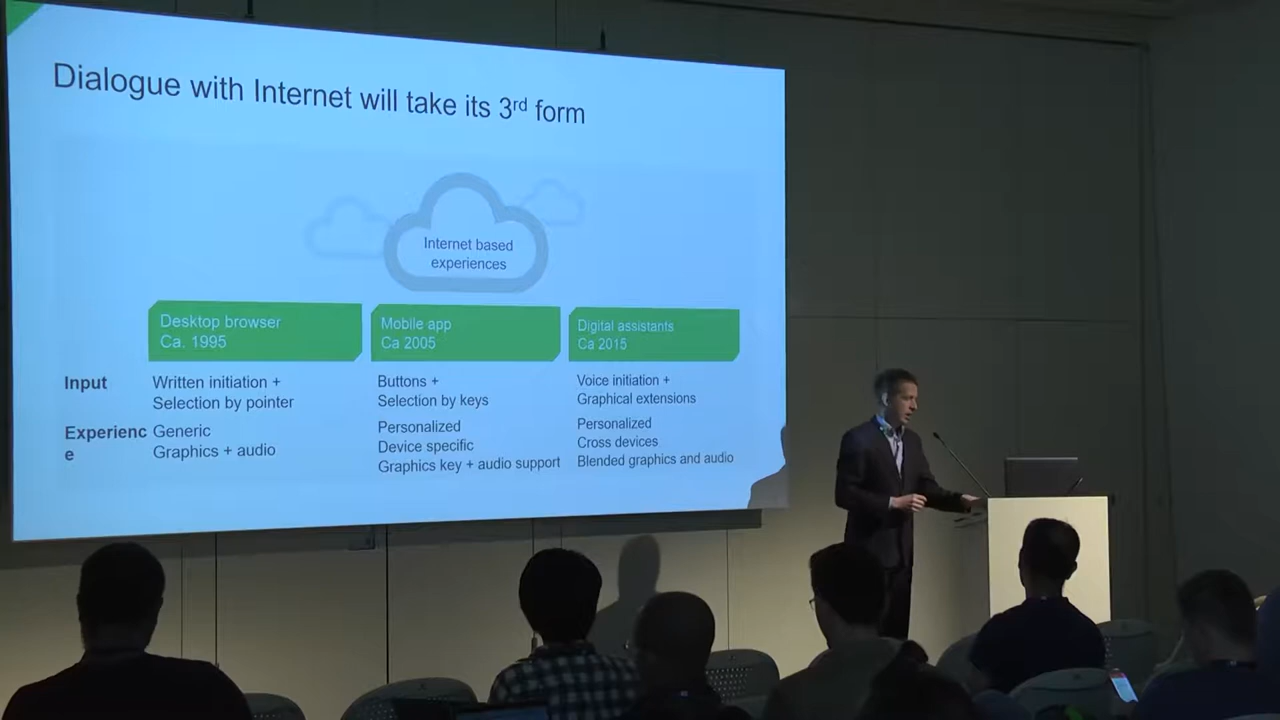 Dialogue with Internet will take its 3rd form
Internet based
experiences
Desktop browser
Ca. 1995
Mobile app
Ca 2005
Digital assistants
Ca 2015
Input
Written initiation +
Selection by pointer
Buttons +
Selection by keys
Voice initiation +
Graphical extensions
Experienc
e
Generic
Graphics + audio
Personalized
Device specific
Graphics key + audio support
Personalized
Cross devices
Blended graphics and audio